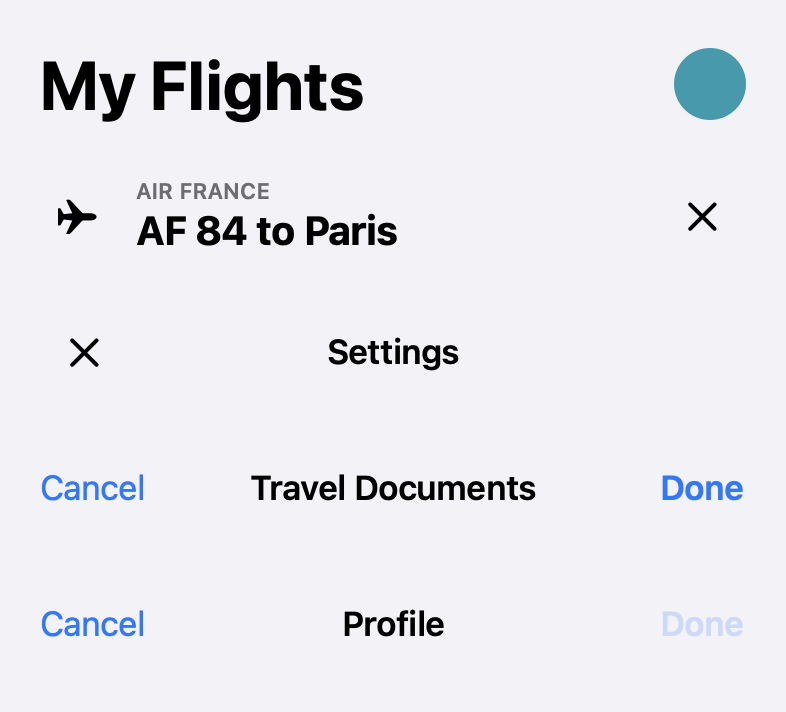 My Flights
AIR FRANCE
AF 84 to Paris
Settings
Cancel Travel Documents Done
Cancel Profile Done